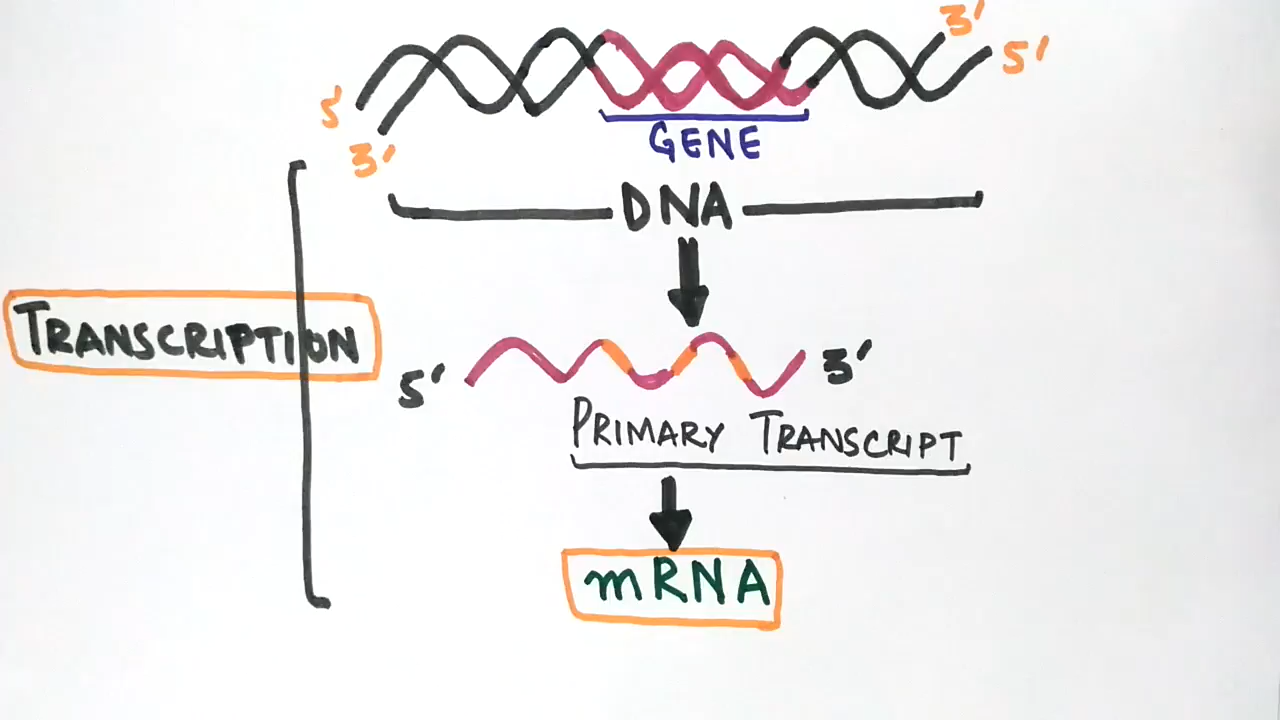 3'
5'
5'
3'
GENE
DNA
TRANSCRIPTION
5'
3'
PRIMARY TRANSCRIPT
mRNA